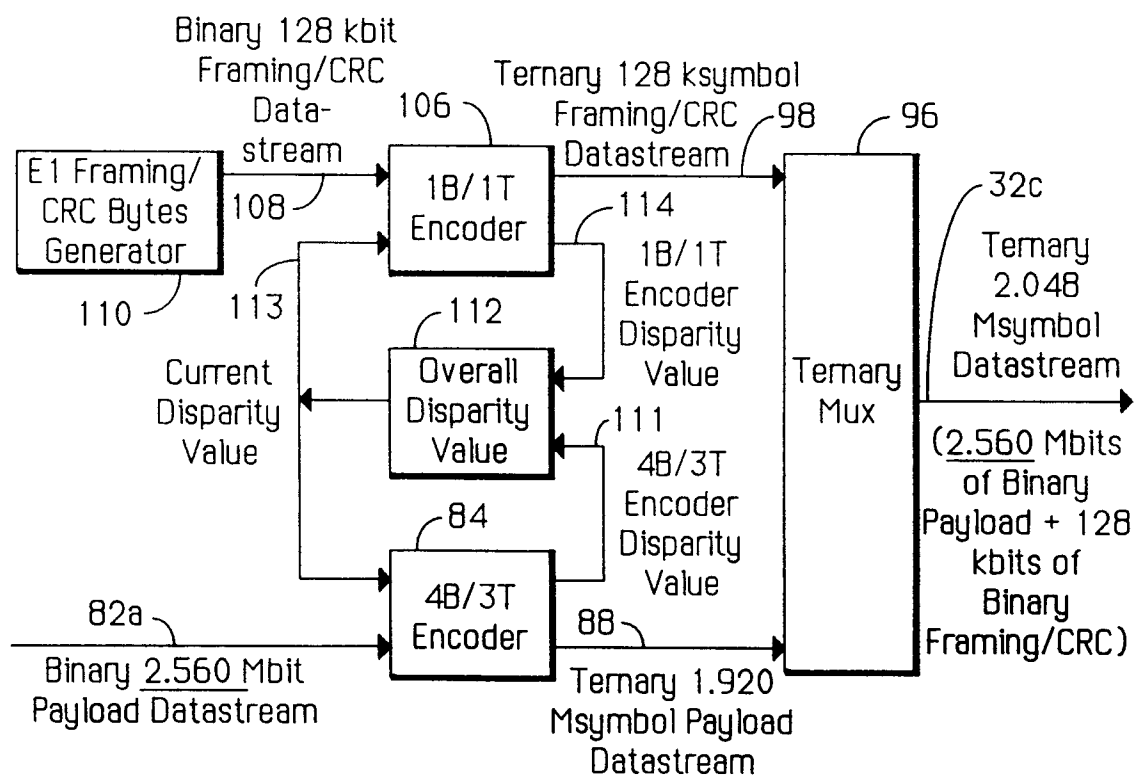 Binary 128 kbit
Framing/CRC
Data-
stream
108
E1 Framing/
CRC Bytes
Generator
110
113
106
1B/1T
Encoder
Ternary 128 ksymbol
Framing/CRC
Datastream
98
114
1B/1T
Encoder
Disparity
Value
112
Overall
Disparity
Value
Current
Disparity
Value
111
4B/3T
Encoder
Disparity
Value
84
4B/3T
Encoder
82a
Binary 2.560 Mbit
Payload Datastream
88
Ternary 1.920
Msymbol Payload
Datastream
96
Ternary
Mux
32c
Ternary
2.048
Msymbol
Datastream
(2.560 Mbits
of Binary
Payload + 128
kbits of
Binary
Framing/CRC)